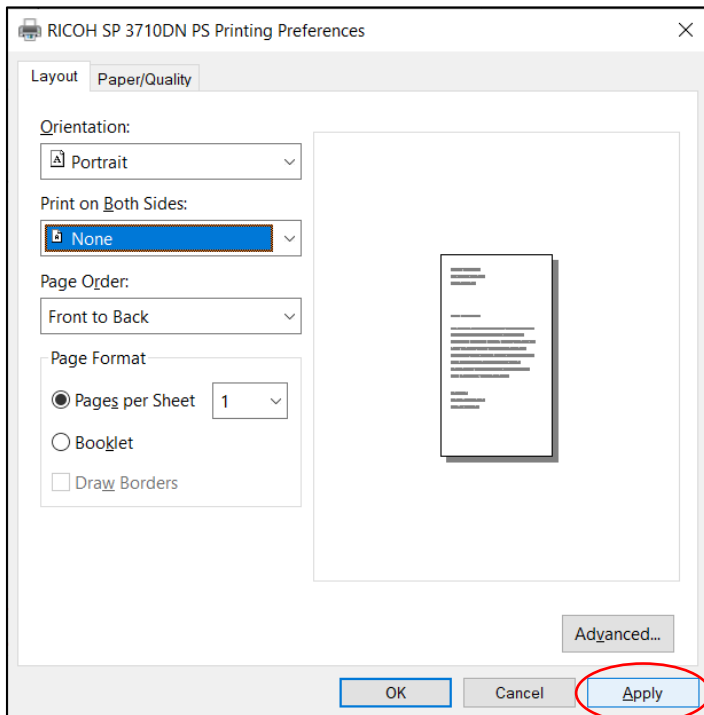 RICOH SP 3710DN PS Printing Preferences
Layout
Paper/Quality
Orientation:
A Portrait
Print on Both Sides:
None
Page Order:
Front to Back
Page Format
Pages per Sheet 1
Booklet
Draw Borders
Advanced...
OK Cancel Apply